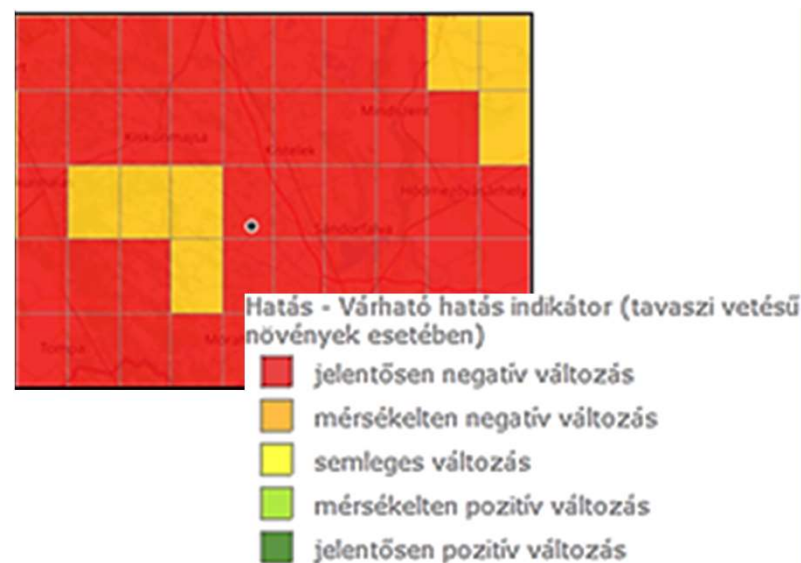 Mindszent
Kiskunmajsa
Kistelek
Hódmezővásárhely
Sándorfalva
Tompa
Hatás - Várható hatás indikátor (tavaszi vetésű
növények esetében)
jelentősen negatív változás
mérsékelten negatív változás
semleges változás
mérsékelten pozitív változás
jelentősen pozitív változás